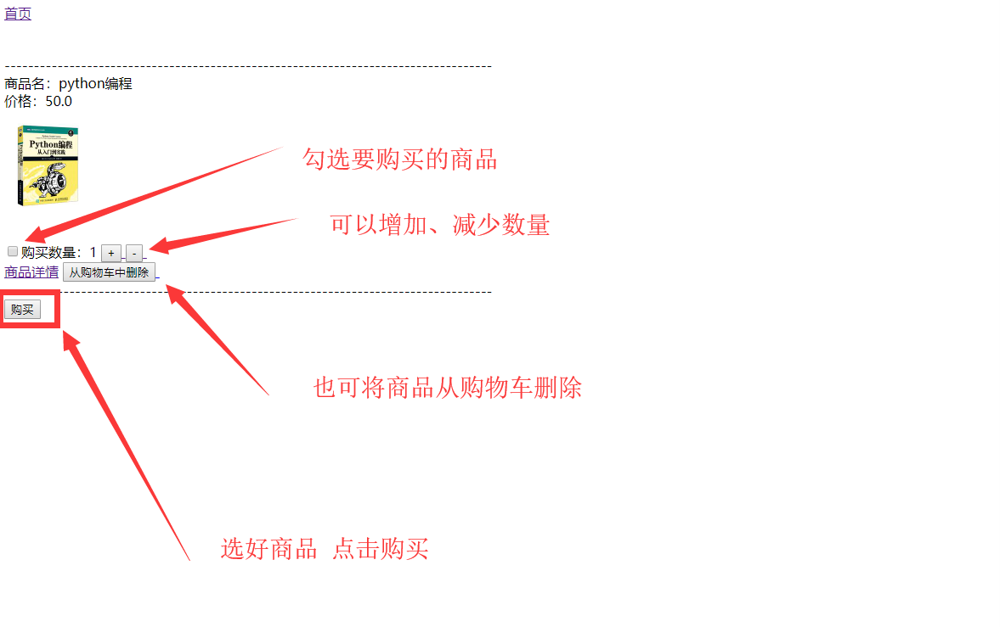 首页
--------------------------------------------------------------------------------
商品名：python编程
价格：50.0
Python编程
从入门到实践
勾选要购买的商品
可以增加、减少数量
购买数量：1 + -
商品详情 从购物车中删除
--------------------------------------------------------------------------------
购买
也可将商品从购物车删除
选好商品 点击购买